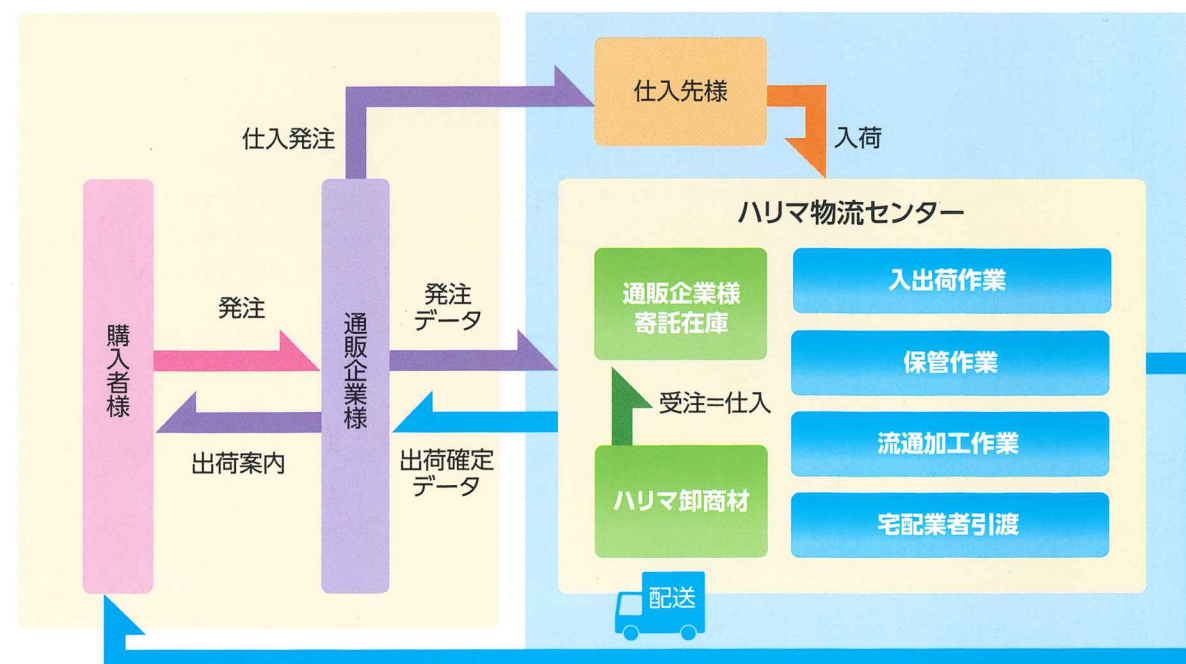 仕入先様
仕入発注
入荷
ハリマ物流センター
通販企業様
寄託在庫
入出荷作業
発注
発注
データ
購入者様
通販企業様
保管作業
受注=仕入
出荷案内
出荷確定
データ
流通加工作業
ハリマ卸商材
宅配業者引渡
配送